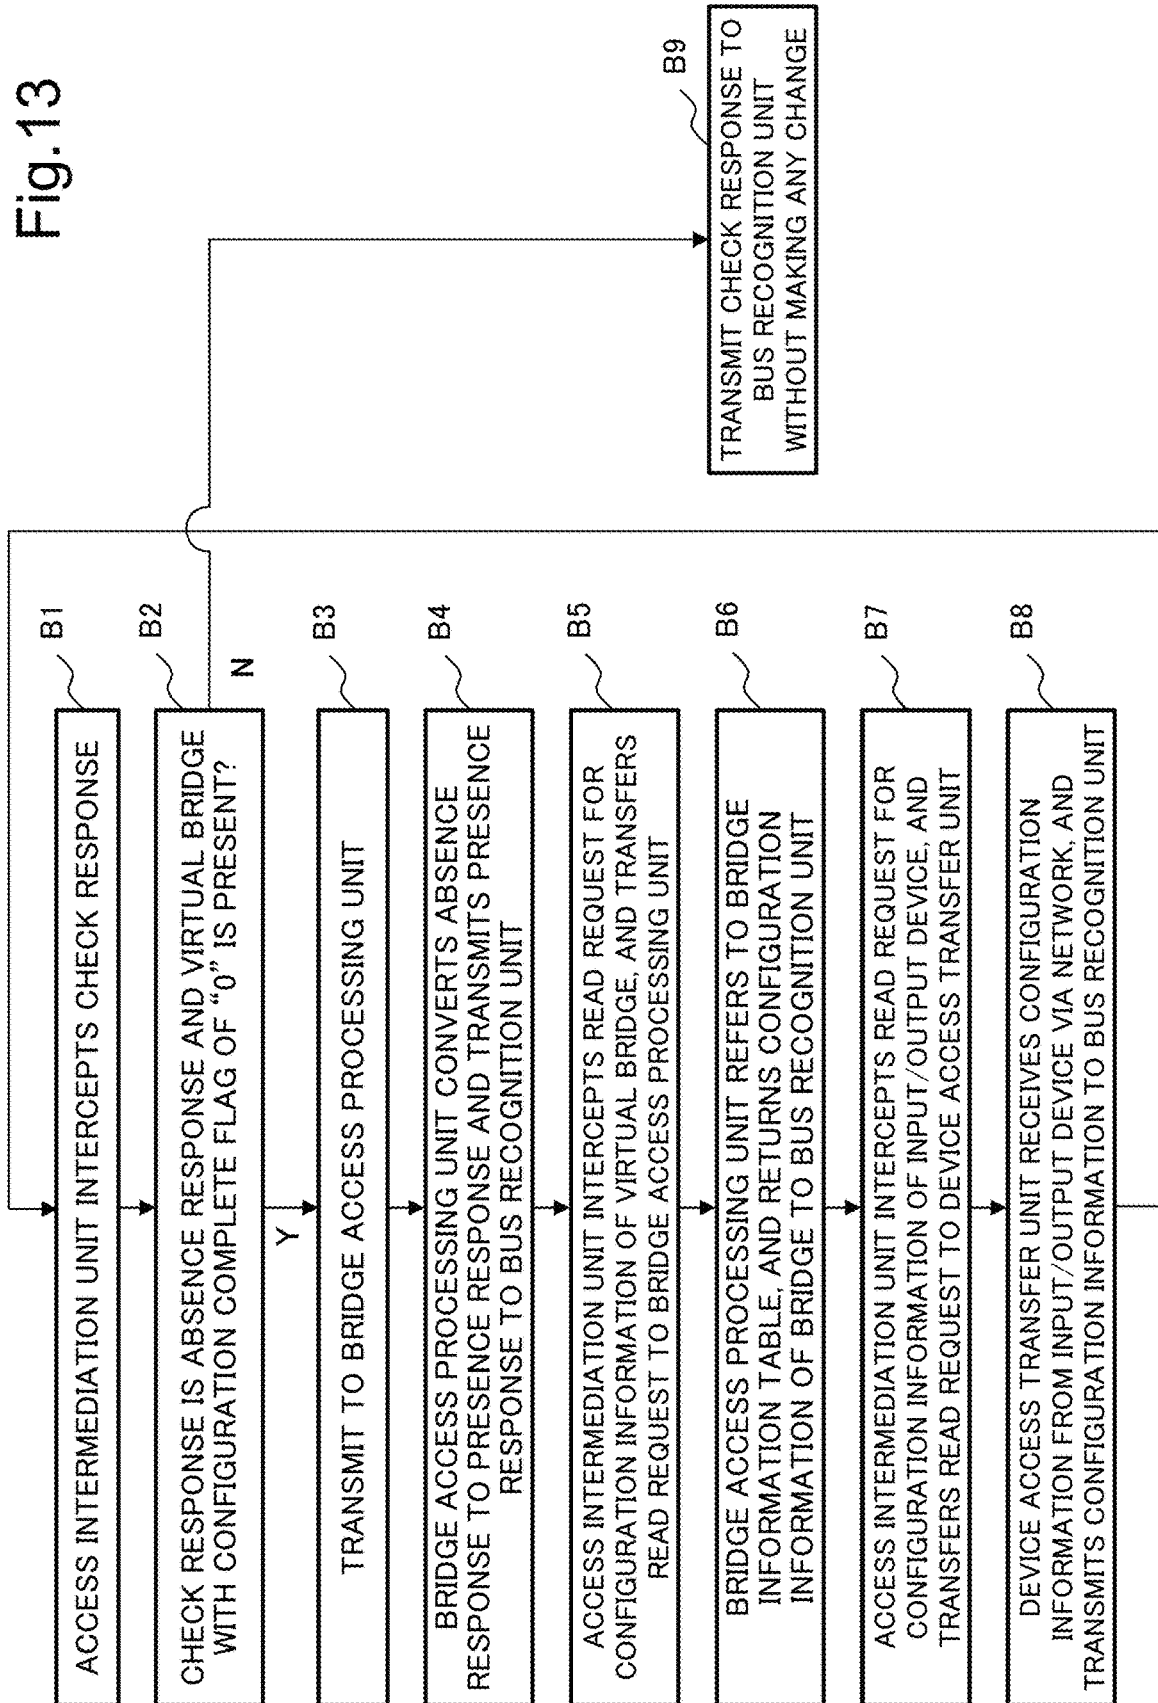 Fig.13
B1
ACCESS INTERMEDIATION UNIT INTERCEPTS CHECK RESPONSE
B2
CHECK RESPONSE IS ABSENCE RESPONSE AND VIRTUAL BRIDGE
WITH CONFIGURATION COMPLETE FLAG OF "0" IS PRESENT?
N
Y
B3
TRANSMIT TO BRIDGE ACCESS PROCESSING UNIT
B4
BRIDGE ACCESS PROCESSING UNIT CONVERTS ABSENCE
RESPONSE TO PRESENCE RESPONSE AND TRANSMITS PRESENCE
RESPONSE TO BUS RECOGNITION UNIT
B5
ACCESS INTERMEDIATION UNIT INTERCEPTS READ REQUEST FOR
CONFIGURATION INFORMATION OF VIRTUAL BRIDGE, AND TRANSFERS
READ REQUEST TO BRIDGE ACCESS PROCESSING UNIT
B6
BRIDGE ACCESS PROCESSING UNIT REFERS TO BRIDGE
INFORMATION TABLE, AND RETURNS CONFIGURATION
INFORMATION OF BRIDGE TO BUS RECOGNITION UNIT
B7
ACCESS INTERMEDIATION UNIT INTERCEPTS READ REQUEST FOR
CONFIGURATION INFORMATION OF INPUT/OUTPUT DEVICE, AND
TRANSFERS READ REQUEST TO DEVICE ACCESS TRANSFER UNIT
B8
DEVICE ACCESS TRANSFER UNIT RECEIVES CONFIGURATION
INFORMATION FROM INPUT/OUTPUT DEVICE VIA NETWORK, AND
TRANSMITS CONFIGURATION INFORMATION TO BUS RECOGNITION UNIT
B9
TRANSMIT CHECK RESPONSE TO
BUS RECOGNITION UNIT
WITHOUT MAKING ANY CHANGE